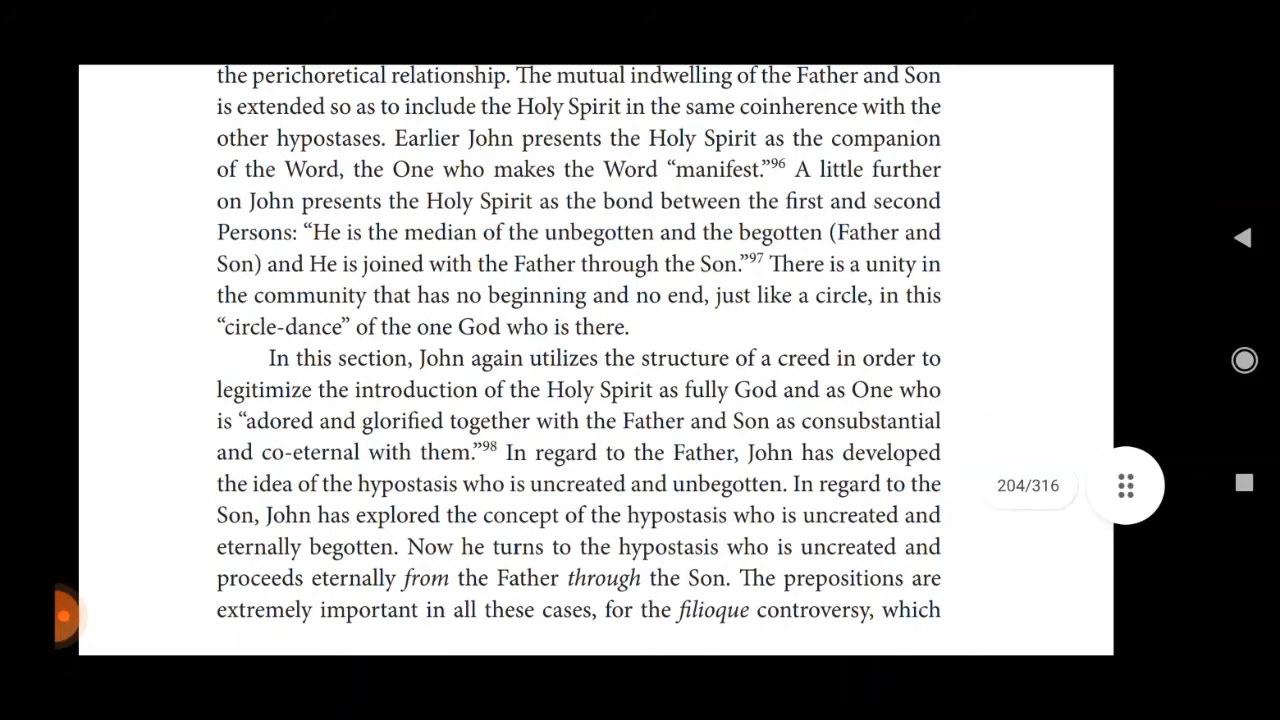 the perichoretical relationship. The mutual indwelling of the Father and Son
is extended so as to include the Holy Spirit in the same coinherence with the
other hypostases. Earlier John presents the Holy Spirit as the companion
of the Word, the One who makes the Word “manifest.”96 A little further
on John presents the Holy Spirit as the bond between the first and second
Persons: “He is the median of the unbegotten and the begotten (Father and
Son) and He is joined with the Father through the Son.”97 There is a unity in
the community that has no beginning and no end, just like a circle, in this
“circle-dance” of the one God who is there.
In this section, John again utilizes the structure of a creed in order to
legitimize the introduction of the Holy Spirit as fully God and as One who
is “adored and glorified together with the Father and Son as consubstantial
and co-eternal with them.”98 In regard to the Father, John has developed
the idea of the hypostasis who is uncreated and unbegotten. In regard to the
Son, John has explored the concept of the hypostasis who is uncreated and
eternally begotten. Now he turns to the hypostasis who is uncreated and
proceeds eternally from the Father through the Son. The prepositions are
extremely important in all these cases, for the filioque controversy, which
204/316